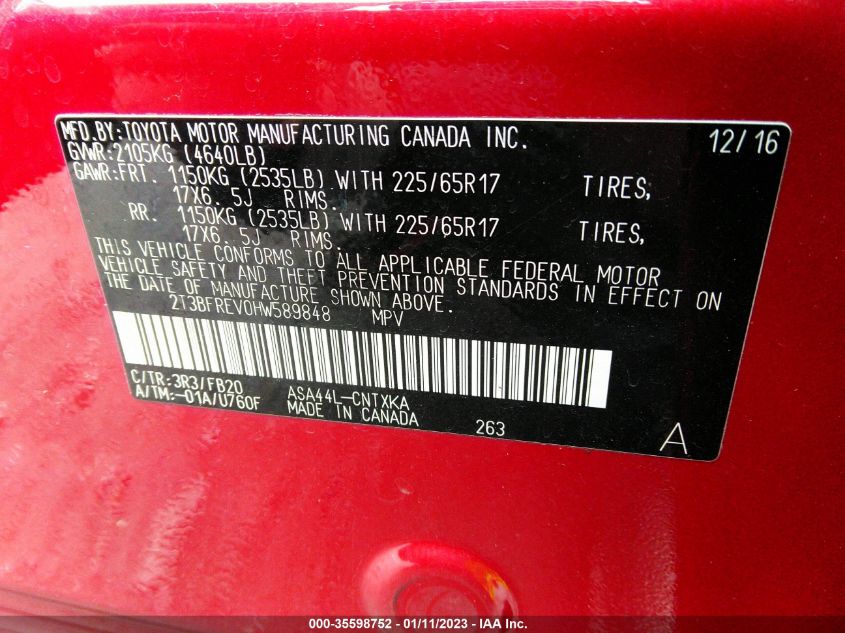 MFD.BY:TOYOTA MOTOR MANUFACTURING CANADA INC. 12/16
GVWR:2105KG (4640LB)
GAWR:FRT. 1150KG (2535LB) WITH 225/65R17 TIRES,
17X6.5J RIMS.
RR. 1150KG (2535LB) WITH 225/65R17 TIRES,
17X6.5J RIMS.
THIS VEHICLE CONFORMS TO ALL APPLICABLE FEDERAL MOTOR
VEHICLE SAFETY AND THEFT PREVENTION STANDARDS IN EFFECT ON
THE DATE OF MANUFACTURE SHOWN ABOVE.
2T3BFREV0HW589848 MPV
C/TR:3R3/FB20 ASA44L-CNTXKA
A/TM:-01A/U760F MADE IN CANADA 263 A
000-35598752 - 01/11/2023 - IAA Inc.